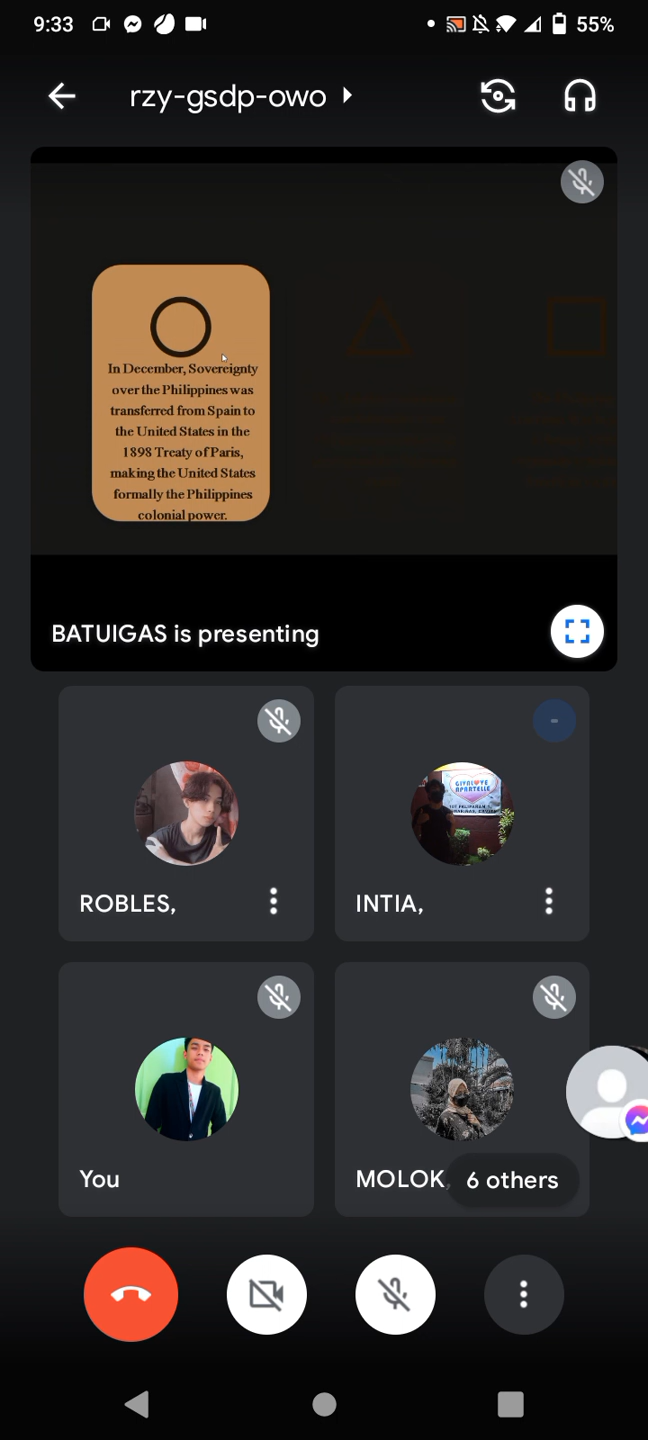 9:33
55%
rzy-gsdp-owo
In December, Sovereignty
over the Philippines was
transferred from Spain to
the United States in the
1898 Treaty of Paris,
making the United States
formally the Philippines
colonial power.
BATUIGAS is presenting
GIVALOVE
APARTELLE
ROBLES,
INTIA,
You
MOLOK
6 others